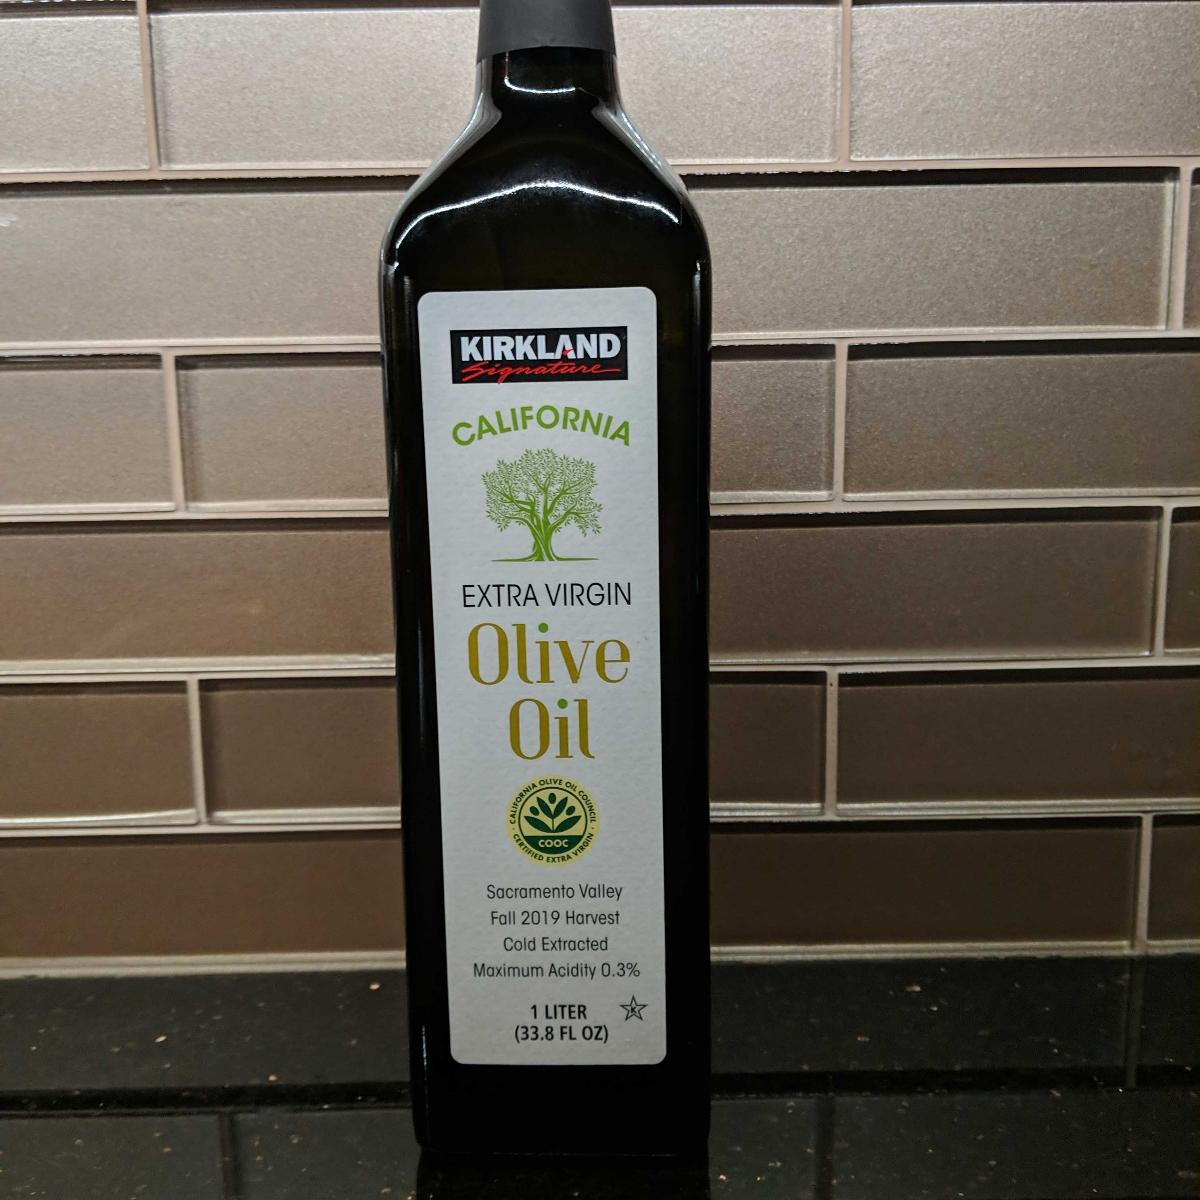 KIRKLAND
Signature
CALIFORNIA
EXTRA VIRGIN
Olive
Oil
CALIFORNIA OLIVE OIL COUNCIL
COOC
CERTIFIED EXTRA VIRGIN
Sacramento Valley
Fall 2019 Harvest
Cold Extracted
Maximum Acidity 0.3%
1 LITER
K
(33.8 FL OZ)